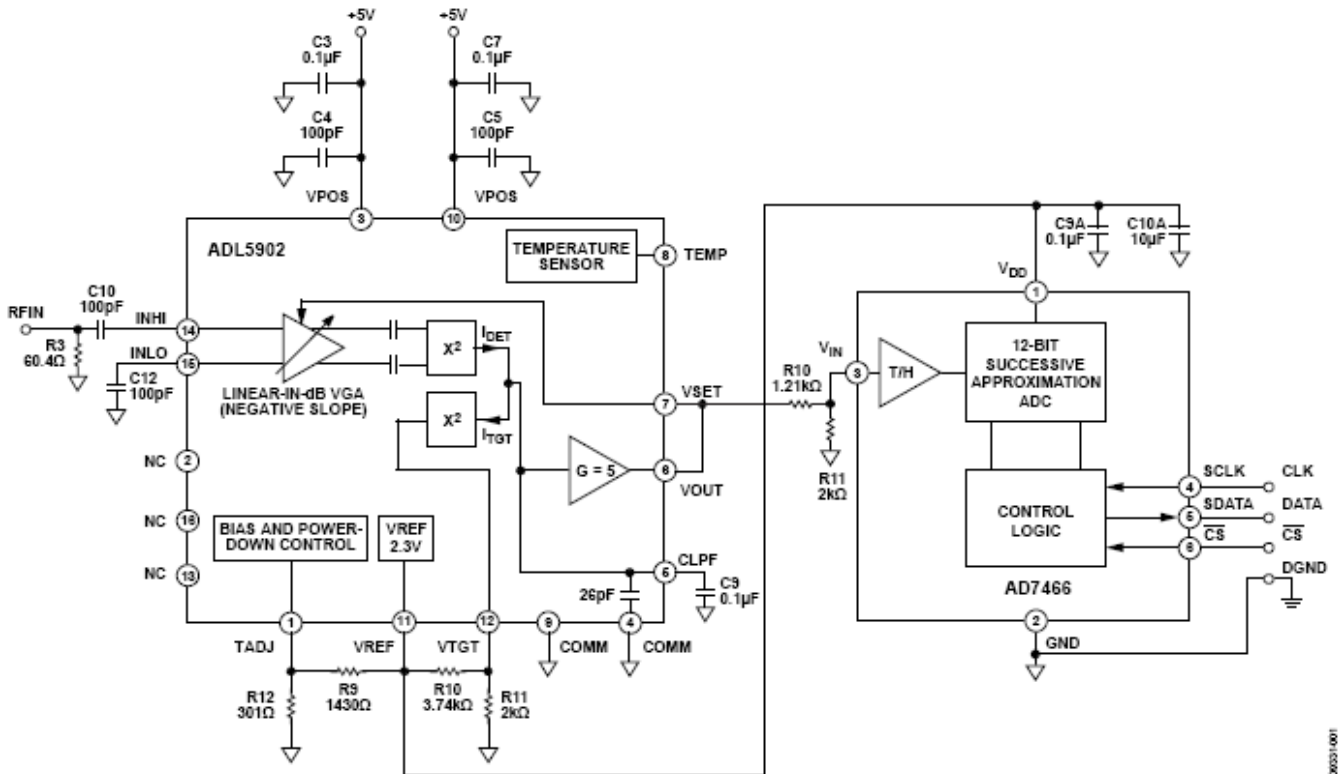 +5V
+5V
C3
0.1µF
C7
0.1µF
C4
100pF
C5
100pF
VPOS
VPOS
3
10
ADL5902
TEMPERATURE
SENSOR
8
TEMP
C9A
0.1µF
C10A
10µF
VDD
1
RFIN
C10
100pF
INHI
14
R3
60.4Ω
INLO
15
C12
100pF
LINEAR-IN-dB VGA
(NEGATIVE SLOPE)
X²
IDET
X²
ITGT
7
VSET
G = 5
6
VOUT
R10
1.21kΩ
R11
2kΩ
VIN
3
T/H
12-BIT
SUCCESSIVE
APPROXIMATION
ADC
CONTROL
LOGIC
SCLK
4
CLK
SDATA
5
DATA
CS
6
CS
DGND
AD7466
2
GND
NC
2
NC
16
NC
13
BIAS AND POWER-
DOWN CONTROL
VREF
2.3V
26pF
5
CLPF
C9
0.1µF
1
11
12
9
4
TADJ
VREF
VTGT
COMM
COMM
R12
301Ω
R9
1430Ω
R10
3.74kΩ
R11
2kΩ